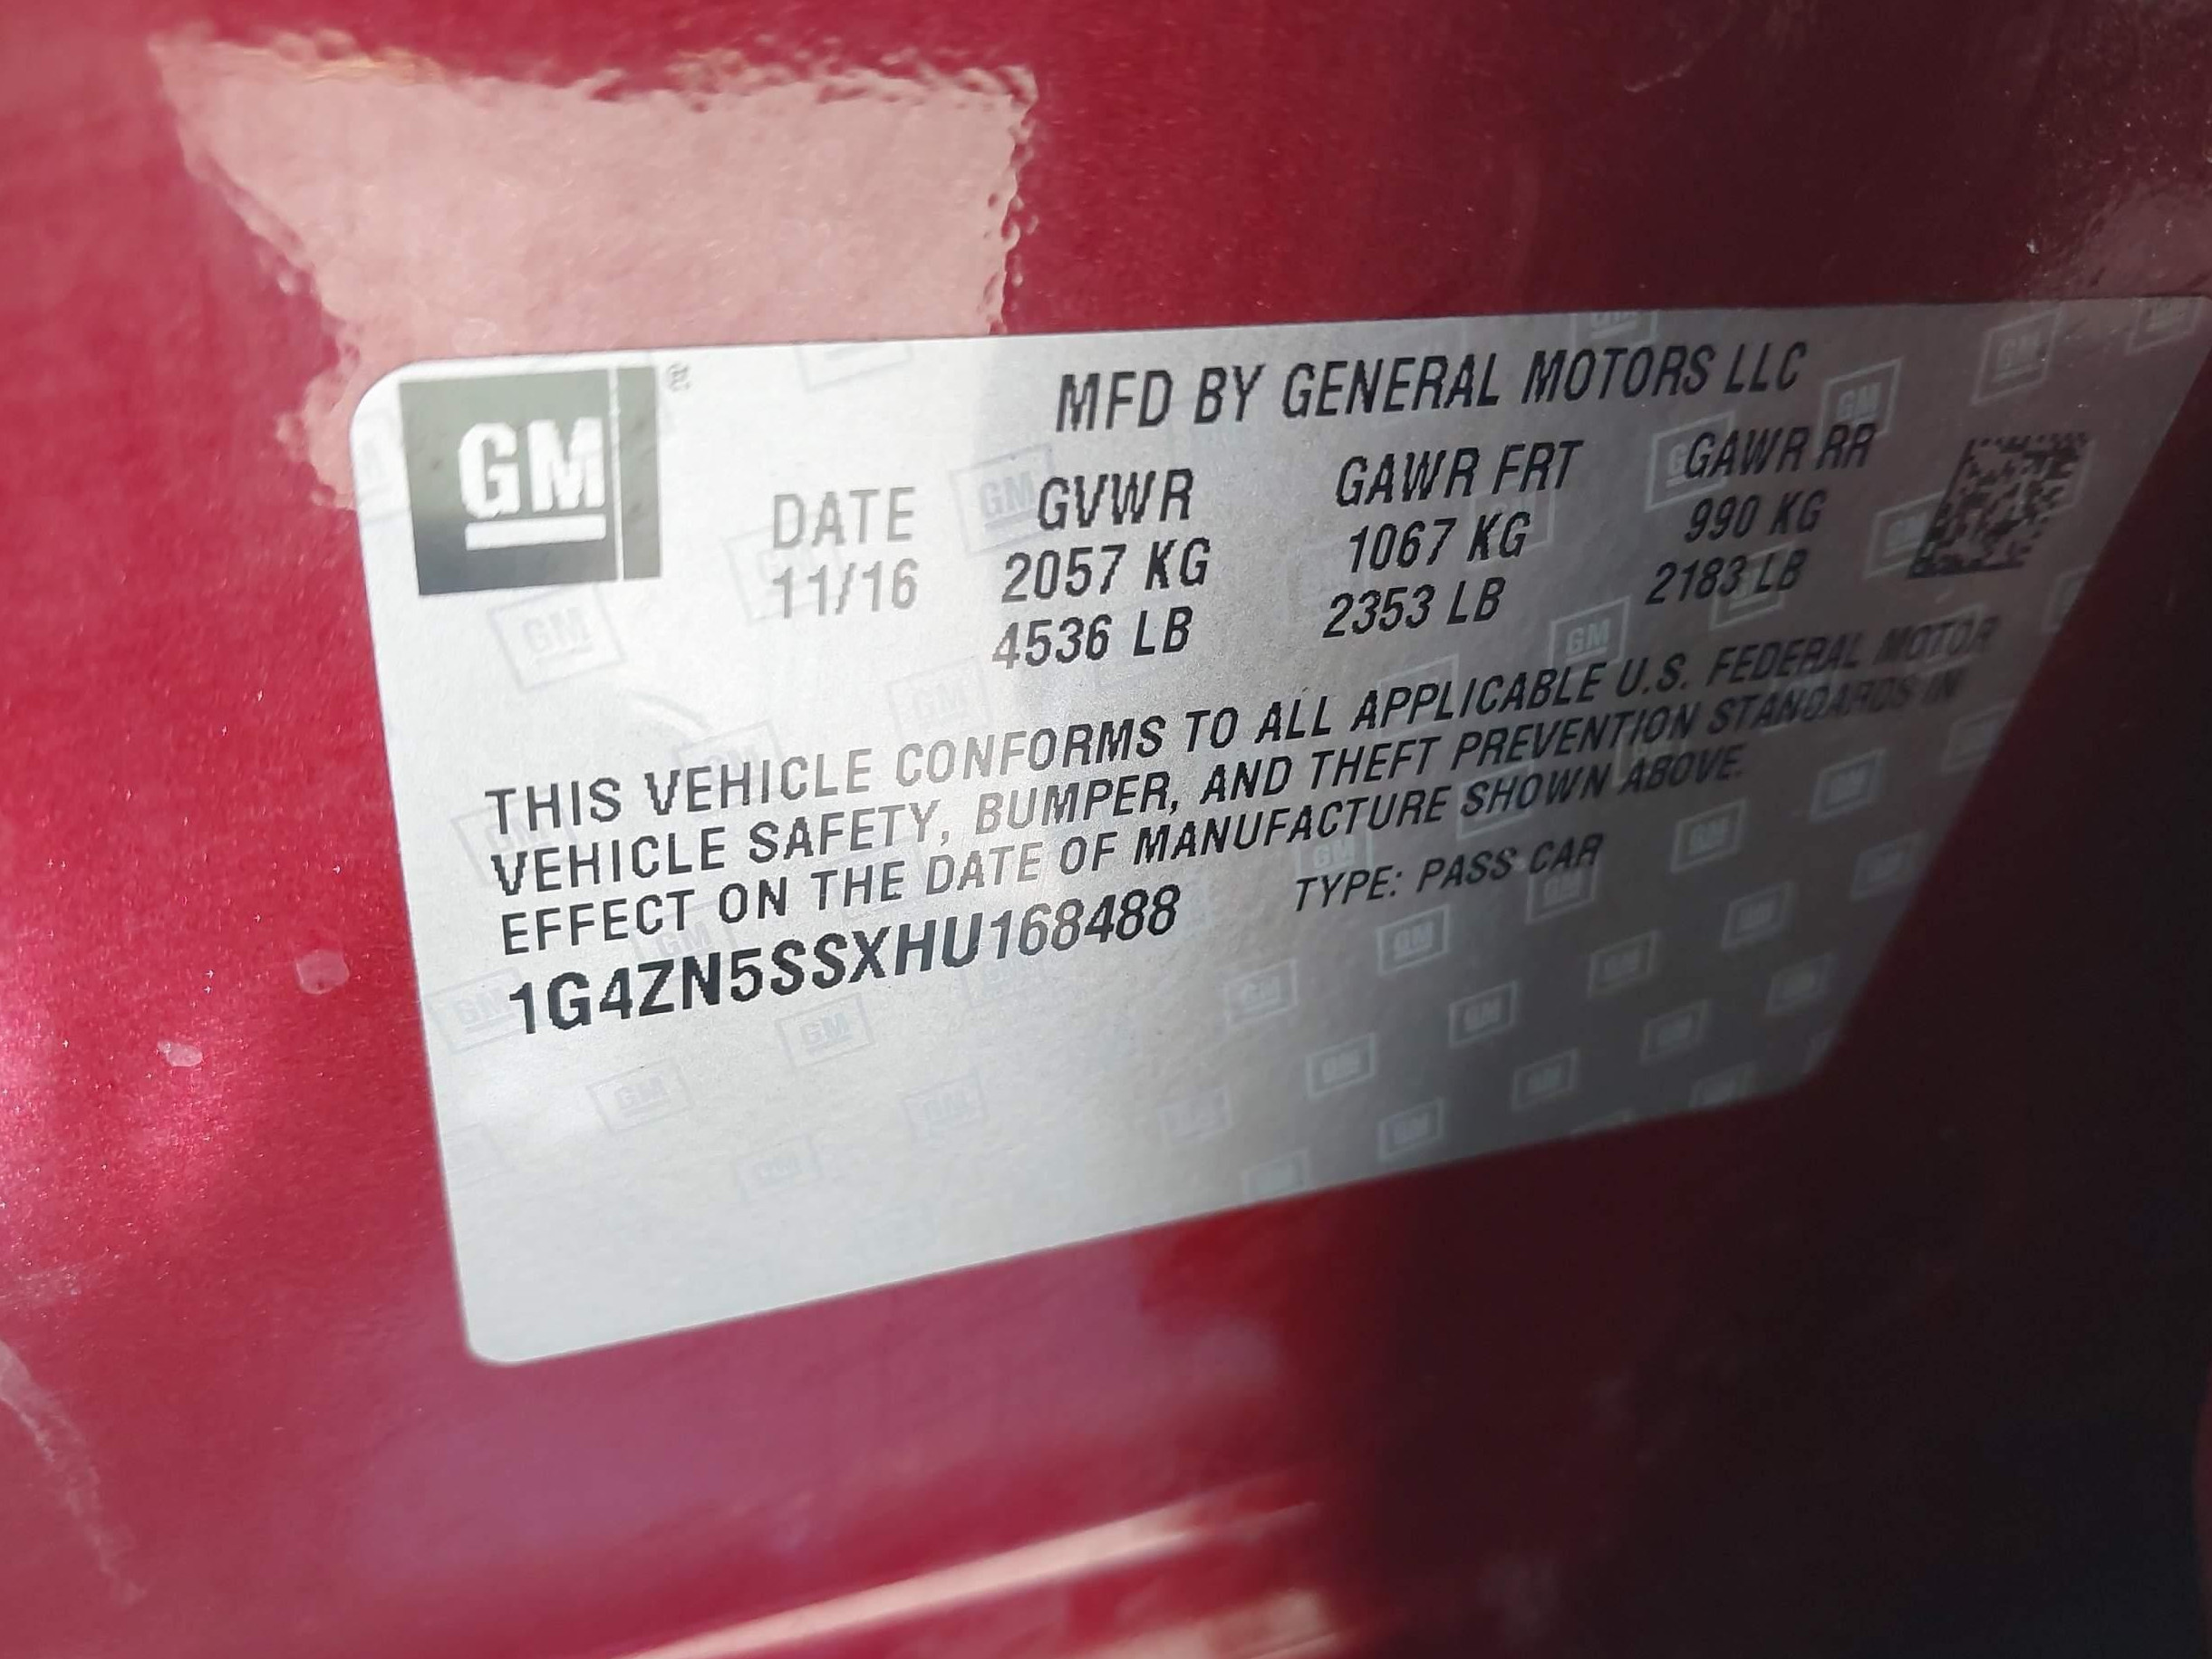 GM
MFD BY GENERAL MOTORS LLC
DATE GVWR GAWR FRT GAWR RR
11/16 2057 KG 1067 KG 990 KG
4536 LB 2353 LB 2183 LB
THIS VEHICLE CONFORMS TO ALL APPLICABLE U.S. FEDERAL MOTOR
VEHICLE SAFETY, BUMPER, AND THEFT PREVENTION STANDARDS IN
EFFECT ON THE DATE OF MANUFACTURE SHOWN ABOVE.
1G4ZN5SSXHU168488 TYPE: PASS CAR